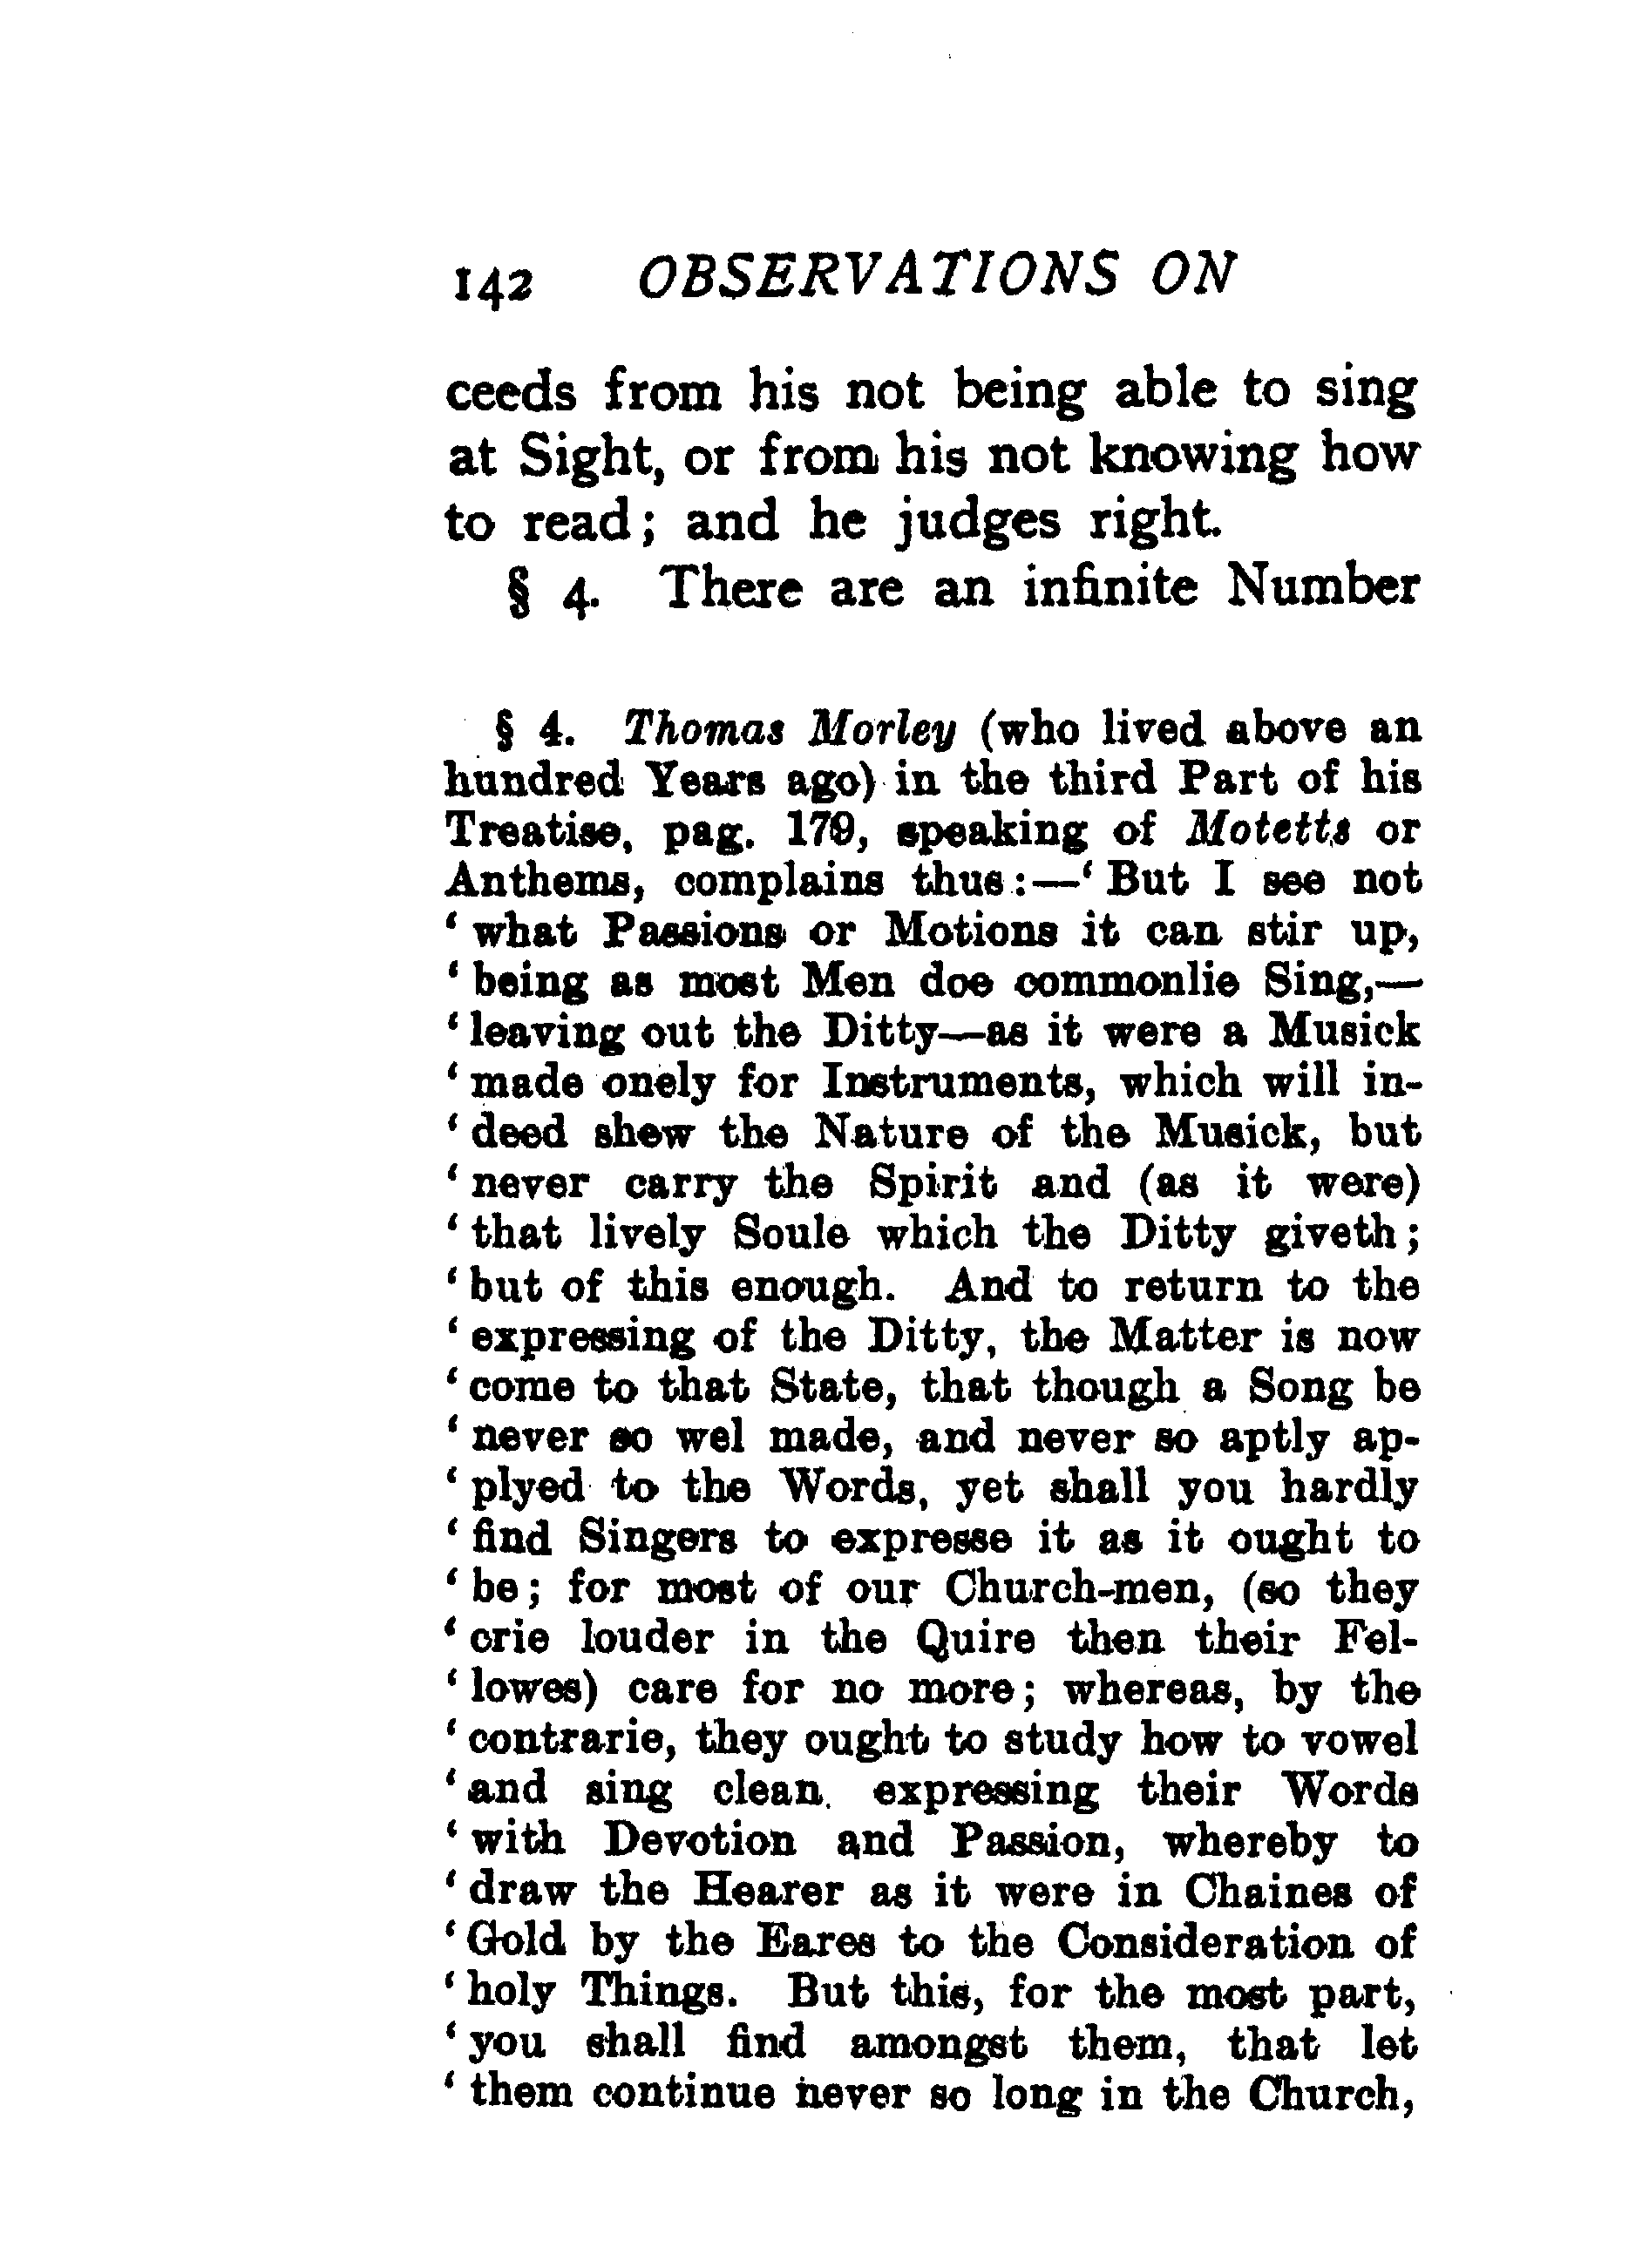 142 OBSERVATIONS ON
ceeds from his not being able to sing
at Sight, or from his not knowing how
to read; and he judges right.
§ 4. There are an infinite Number
§ 4. Thomas Morley (who lived above an
hundred Years ago) in the third Part of his
Treatise, pag. 179, speaking of Motetts or
Anthems, complains thus:—‘But I see not
‘what Passions or Motions it can stir up,
‘being as most Men doe commonlie Sing,—
‘leaving out the Ditty—as it were a Musick
‘made onely for Instruments, which will in-
‘deed shew the Nature of the Musick, but
‘never carry the Spirit and (as it were)
‘that lively Soule which the Ditty giveth;
‘but of this enough. And to return to the
‘expressing of the Ditty, the Matter is now
‘come to that State, that though a Song be
‘never so wel made, and never so aptly ap-
‘plyed to the Words, yet shall you hardly
‘find Singers to expresse it as it ought to
‘be; for most of our Church-men, (so they
‘crie louder in the Quire then their Fel-
‘lowes) care for no more; whereas, by the
‘contrarie, they ought to study how to vowel
‘and sing clean. expressing their Words
‘with Devotion and Passion, whereby to
‘draw the Hearer as it were in Chaines of
‘Gold by the Eares to the Consideration of
‘holy Things. But this, for the most part,
‘you shall find amongst them, that let
‘them continue never so long in the Church,